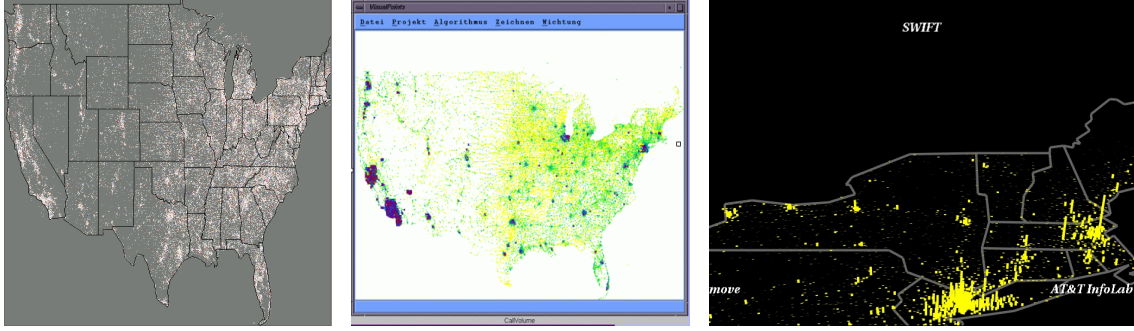 VisualPoints
Datei Projekt Algorithmus Zeichnen Wichtung
CallVolume
SWIFT
move
AT&T InfoLab